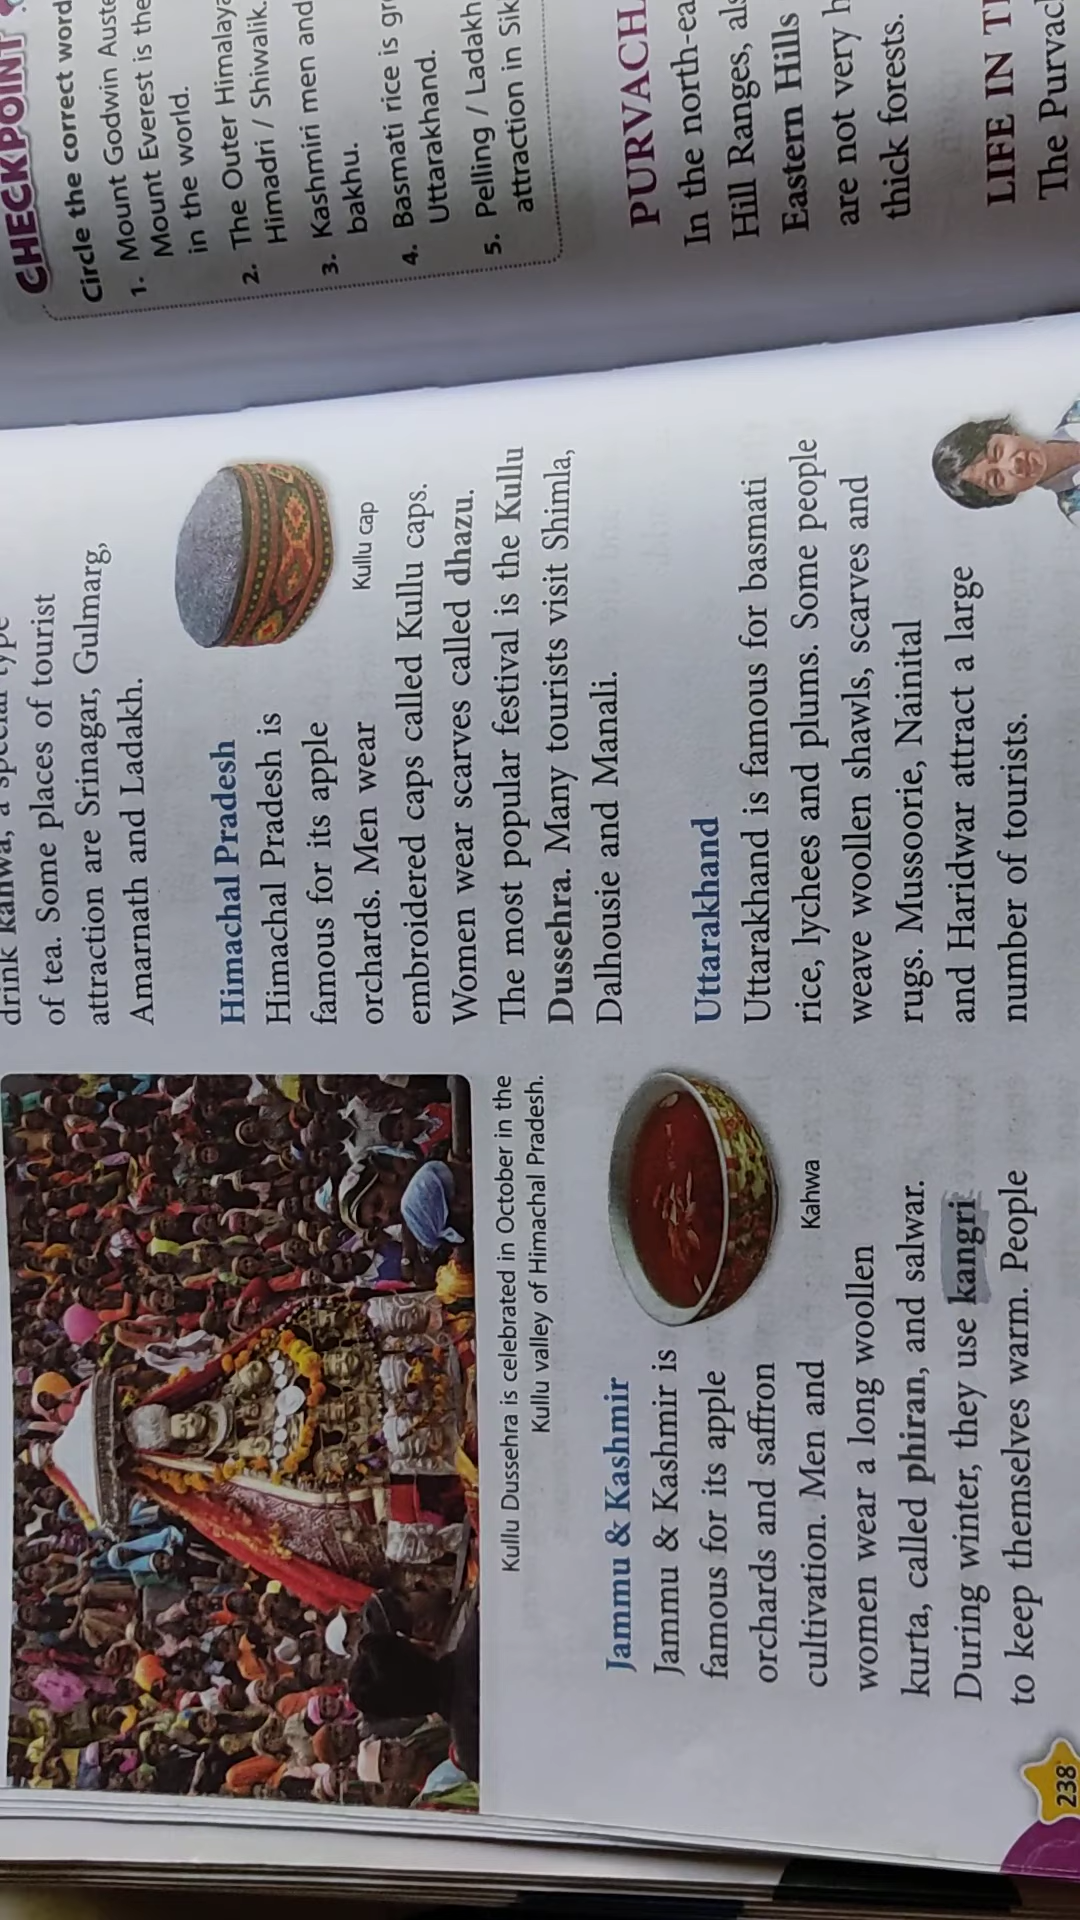 Kullu Dussehra is celebrated in October in the
Kullu valley of Himachal Pradesh.
Jammu & Kashmir
Jammu & Kashmir is
famous for its apple
orchards and saffron
cultivation. Men and
women wear a long woollen
kurta, called phiran, and salwar.
During winter, they use kangri
to keep themselves warm. People
Kahwa
238
drink kahwa, a special type
of tea. Some places of tourist
attraction are Srinagar, Gulmarg,
Amarnath and Ladakh.
Himachal Pradesh
Himachal Pradesh is
famous for its apple
orchards. Men wear
Kullu cap
embroidered caps called Kullu caps.
Women wear scarves called dhazu.
The most popular festival is the Kullu
Dussehra. Many tourists visit Shimla,
Dalhousie and Manali.
Uttarakhand
Uttarakhand is famous for basmati
rice, lychees and plums. Some people
weave woollen shawls, scarves and
rugs. Mussoorie, Nainital
and Haridwar attract a large
number of tourists.
CHECKPOINT
Circle the correct word
1. Mount Godwin Auste
Mount Everest is the
in the world.
2. The Outer Himalaya
Himadri / Shiwalik.
3. Kashmiri men and
bakhu.
4. Basmati rice is gr
Uttarakhand.
5. Pelling / Ladakh
attraction in Sik
PURVACH
In the north-ea
Hill Ranges, als
Eastern Hills
are not very h
thick forests.
LIFE IN
The Purvac